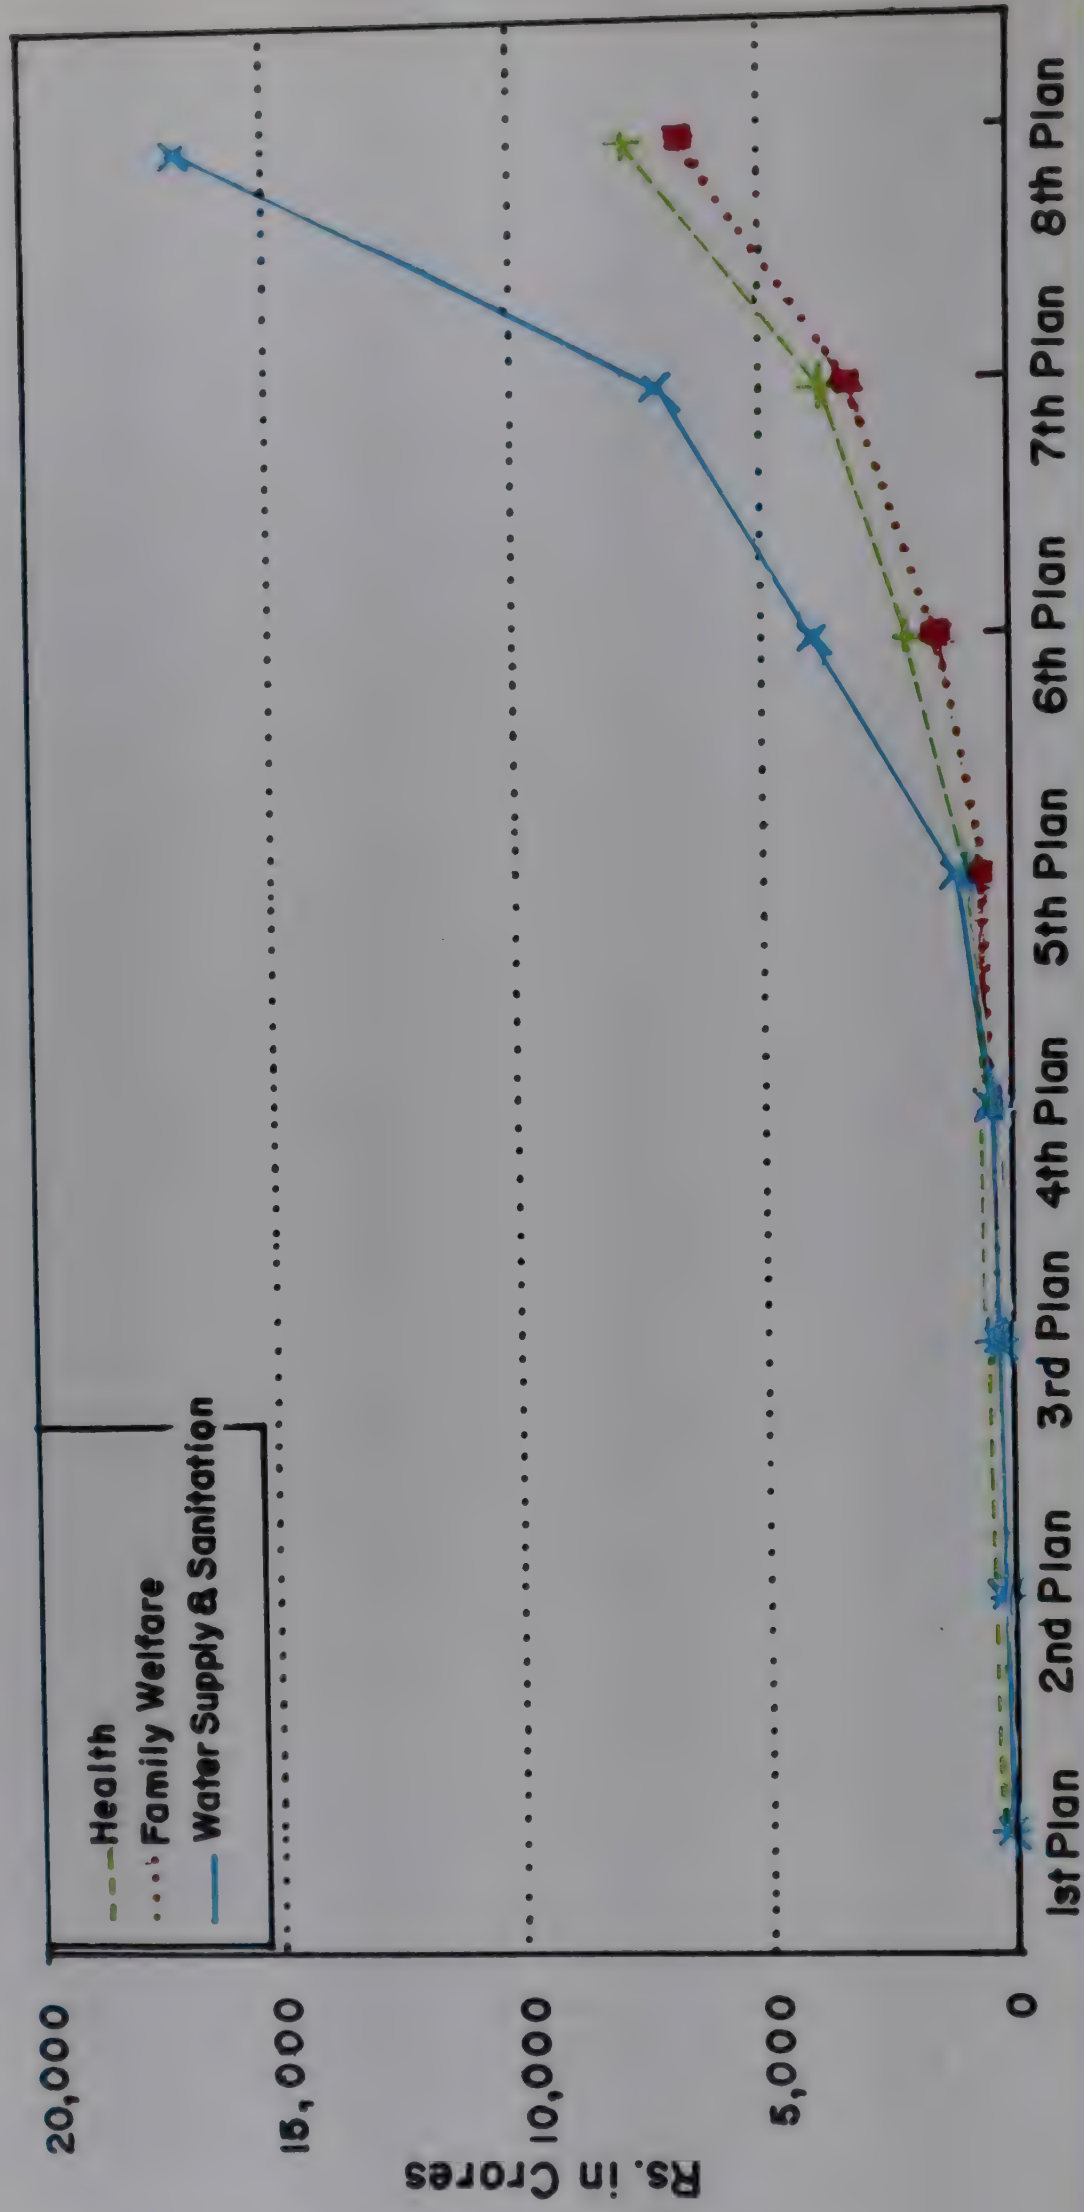 20,000
15,000
10,000
5,000
0
Rs. in Crores
Health
Family Welfare
Water Supply & Sanitation
1st Plan
2nd Plan
3rd Plan
4th Plan
5th Plan
6th Plan
7th Plan
8th Plan